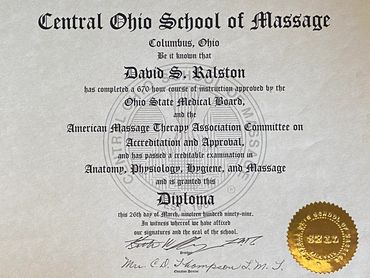 Central Ohio School of Massage
Columbus, Ohio
Be it known that
David S. Ralston
has completed a 670 hour course of instruction approved by the
Ohio State Medical Board,
and the
American Massage Therapy Association Committee on
Accreditation and Approval,
and has passed a creditable examination in
Anatomy, Physiology, Hygiene, and Massage
and is granted this
Diploma
this 26th day of March, nineteen hundred ninety-nine.
In witness whereof we have affixed
our signatures and the seal of the school.
Mrs. C.D. Thompson L.M.T.